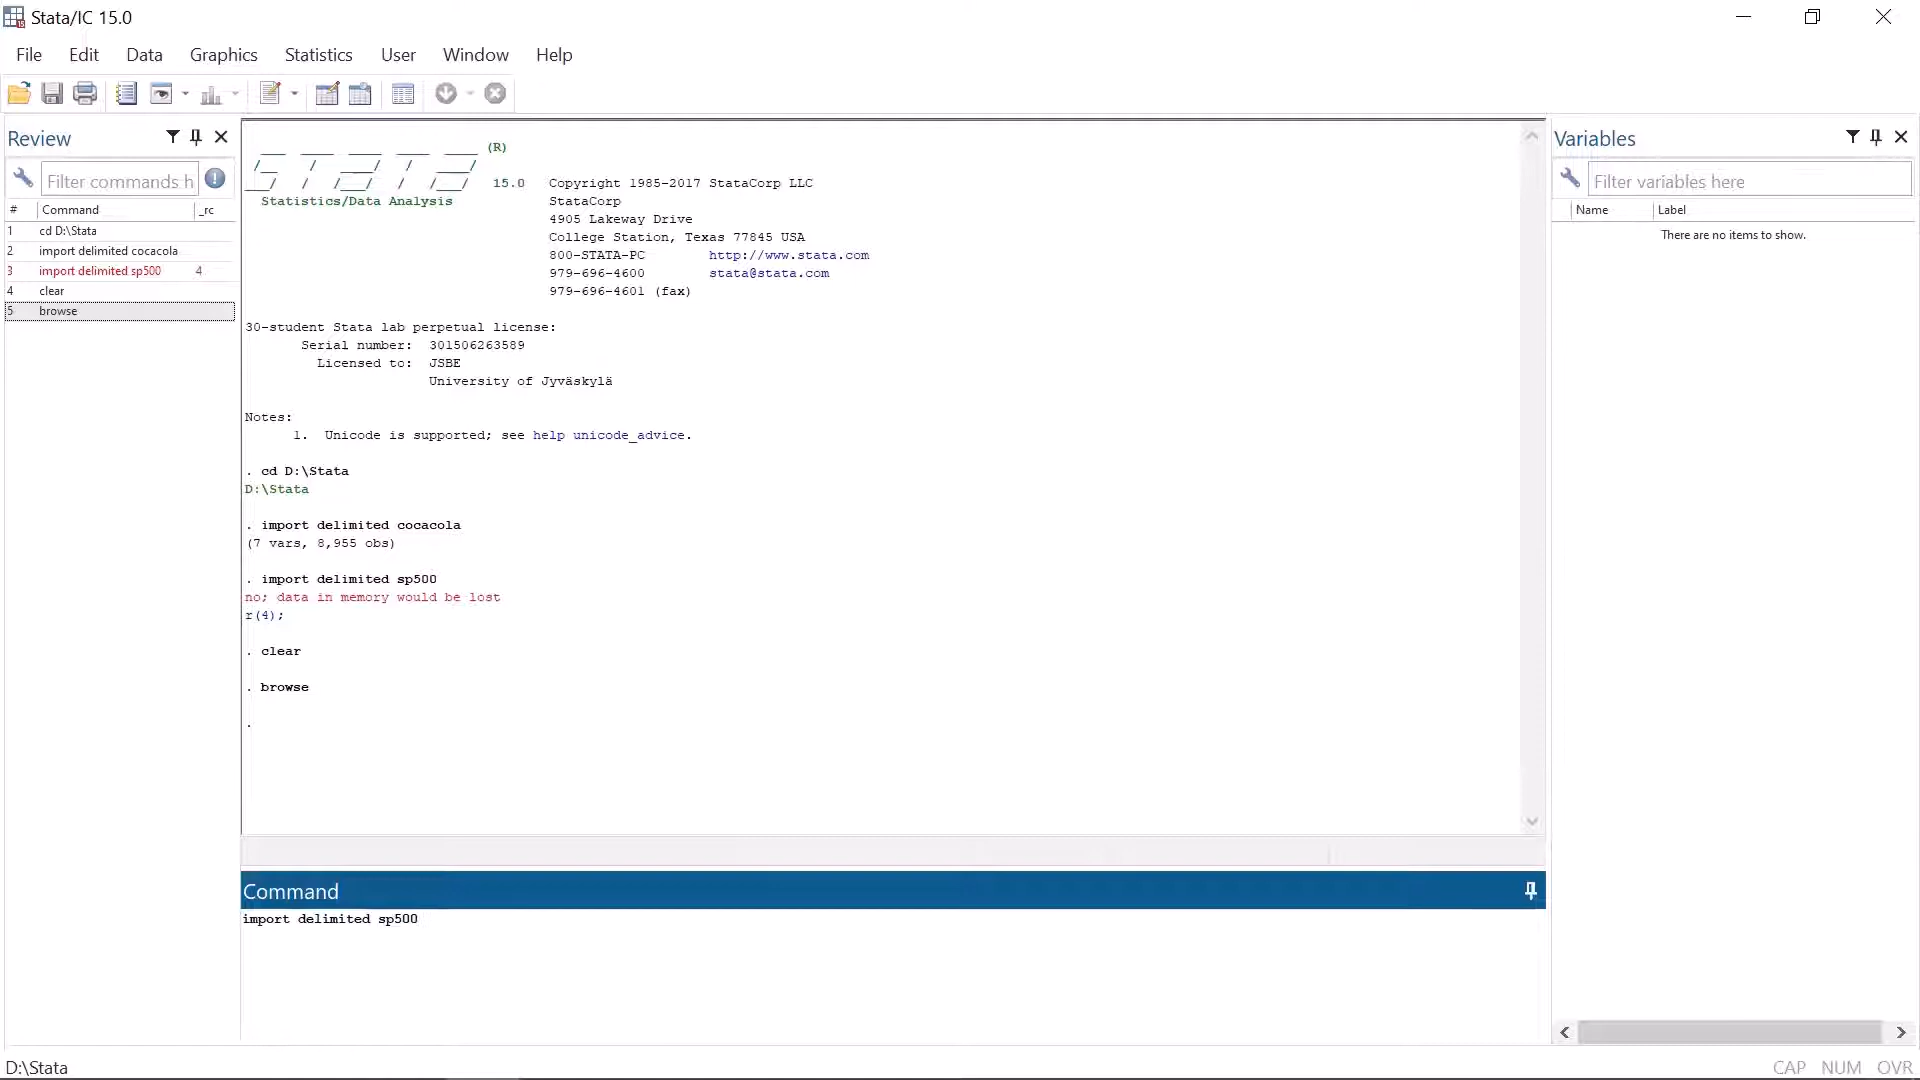 Stata/IC 15.0
File Edit Data Graphics Statistics User Window Help
Review
Filter commands h
# Command _rc
1 cd D:\Stata
2 import delimited cocacola
3 import delimited sp500 4
4 clear
5 browse
(R)
15.0 Copyright 1985-2017 StataCorp LLC
Statistics/Data Analysis StataCorp
4905 Lakeway Drive
College Station, Texas 77845 USA
800-STATA-PC http://www.stata.com
979-696-4600 stata@stata.com
979-696-4601 (fax)
30-student Stata lab perpetual license:
Serial number: 301506263589
Licensed to: JSBE
University of Jyväskylä
Notes:
1. Unicode is supported; see help unicode_advice.
. cd D:\Stata
D:\Stata
. import delimited cocacola
(7 vars, 8,955 obs)
. import delimited sp500
no; data in memory would be lost
r(4);
. clear
. browse
.
Command
import delimited sp500
Variables
Filter variables here
Name Label
There are no items to show.
D:\Stata
CAP NUM OVR